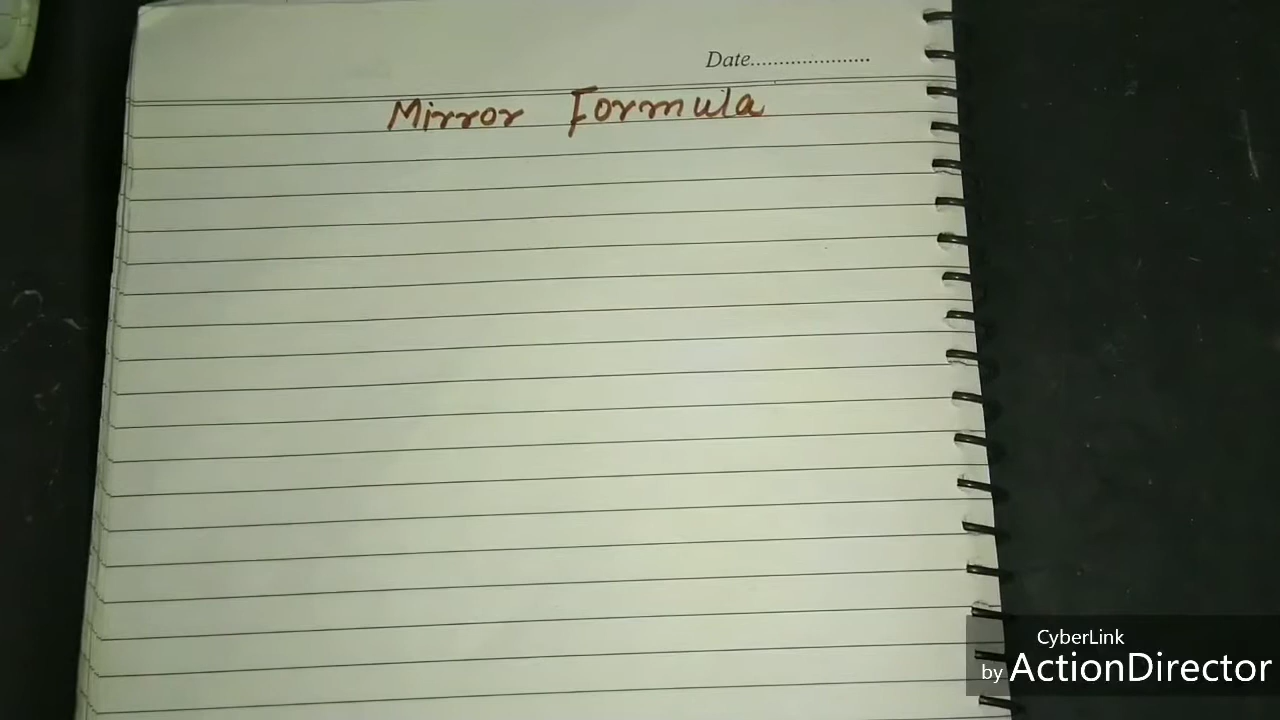 Date.....................
Mirror Formula
CyberLink
by ActionDirector